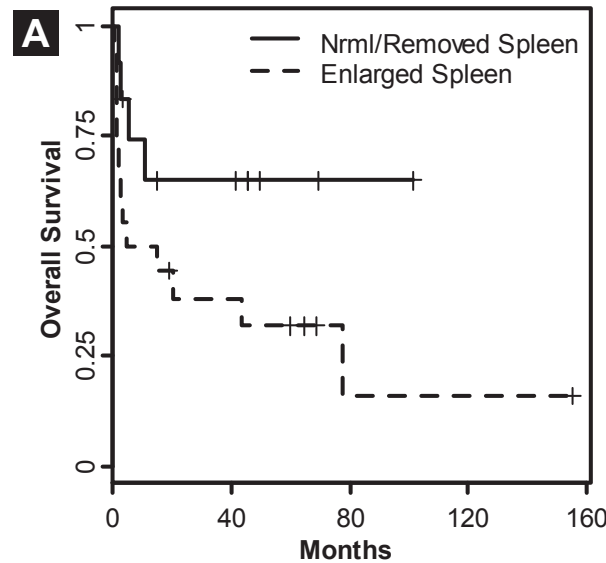 A
Nrml/Removed Spleen
Enlarged Spleen
Overall Survival
1
0.75
0.5
0.25
0
0 40 80 120 160
Months